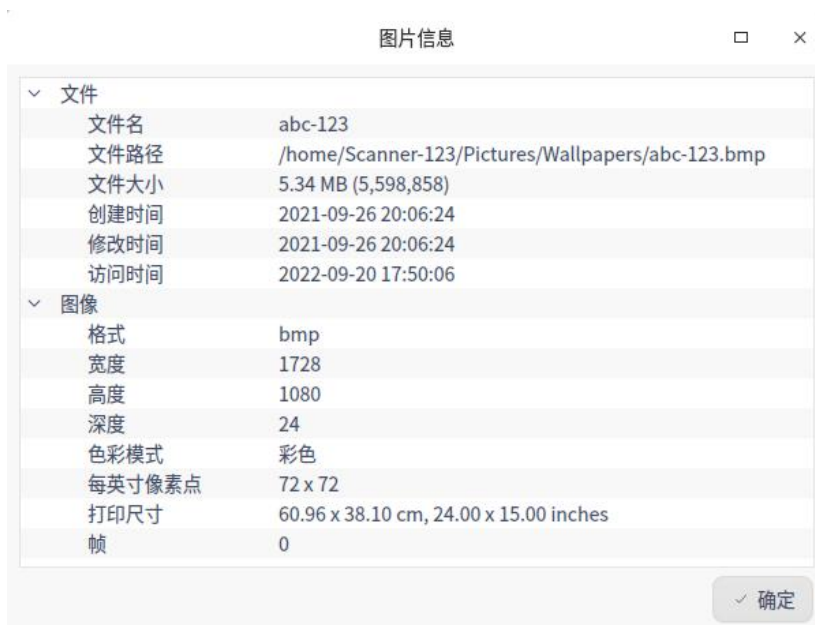 图片信息
文件
文件名 abc-123
文件路径 /home/Scanner-123/Pictures/Wallpapers/abc-123.bmp
文件大小 5.34 MB (5,598,858)
创建时间 2021-09-26 20:06:24
修改时间 2021-09-26 20:06:24
访问时间 2022-09-20 17:50:06
图像
格式 bmp
宽度 1728
高度 1080
深度 24
色彩模式 彩色
每英寸像素点 72 x 72
打印尺寸 60.96 x 38.10 cm, 24.00 x 15.00 inches
帧 0
确定